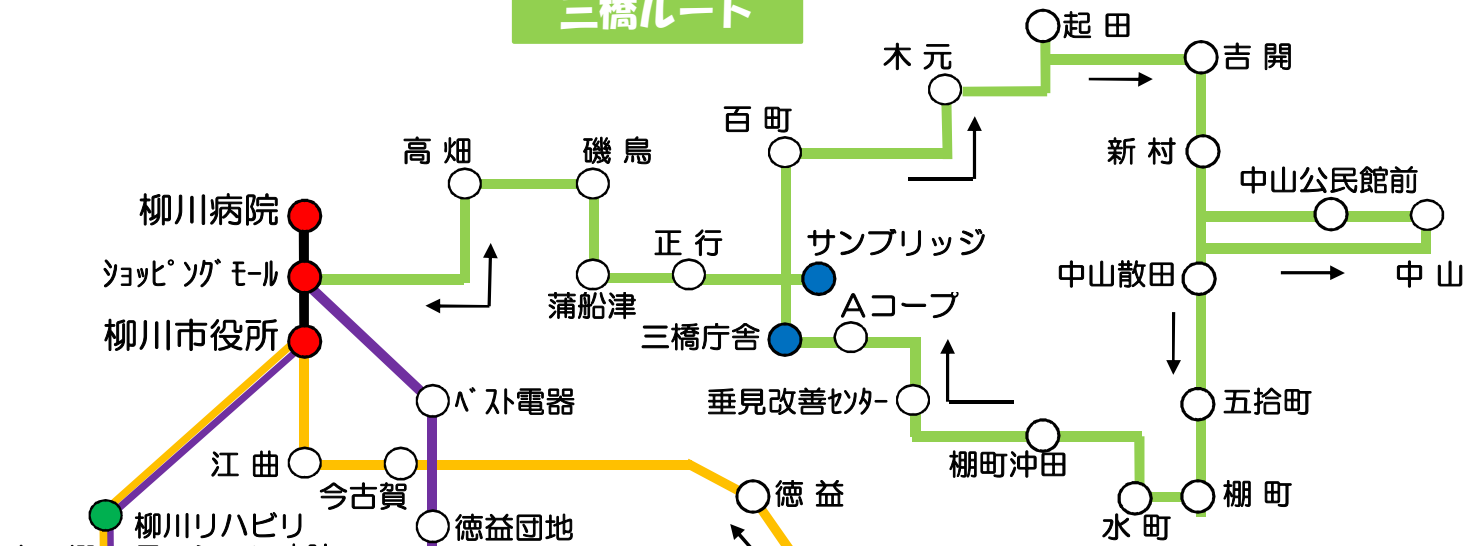 三橋ルート
起田
木元
吉開
百町
高畑
磯鳥
新村
中山公民館前
柳川病院
正行
サンブリッジ
ｼｮｯﾋﾟﾝｸﾞﾓｰﾙ
中山散田
中山
蒲船津
Aコープ
柳川市役所
三橋庁舎
ﾍﾞｽﾄ電器
垂見改善ｾﾝﾀｰ
五拾町
江曲
棚町沖田
今古賀
徳益
棚町
柳川リハビリ
徳益団地
水町